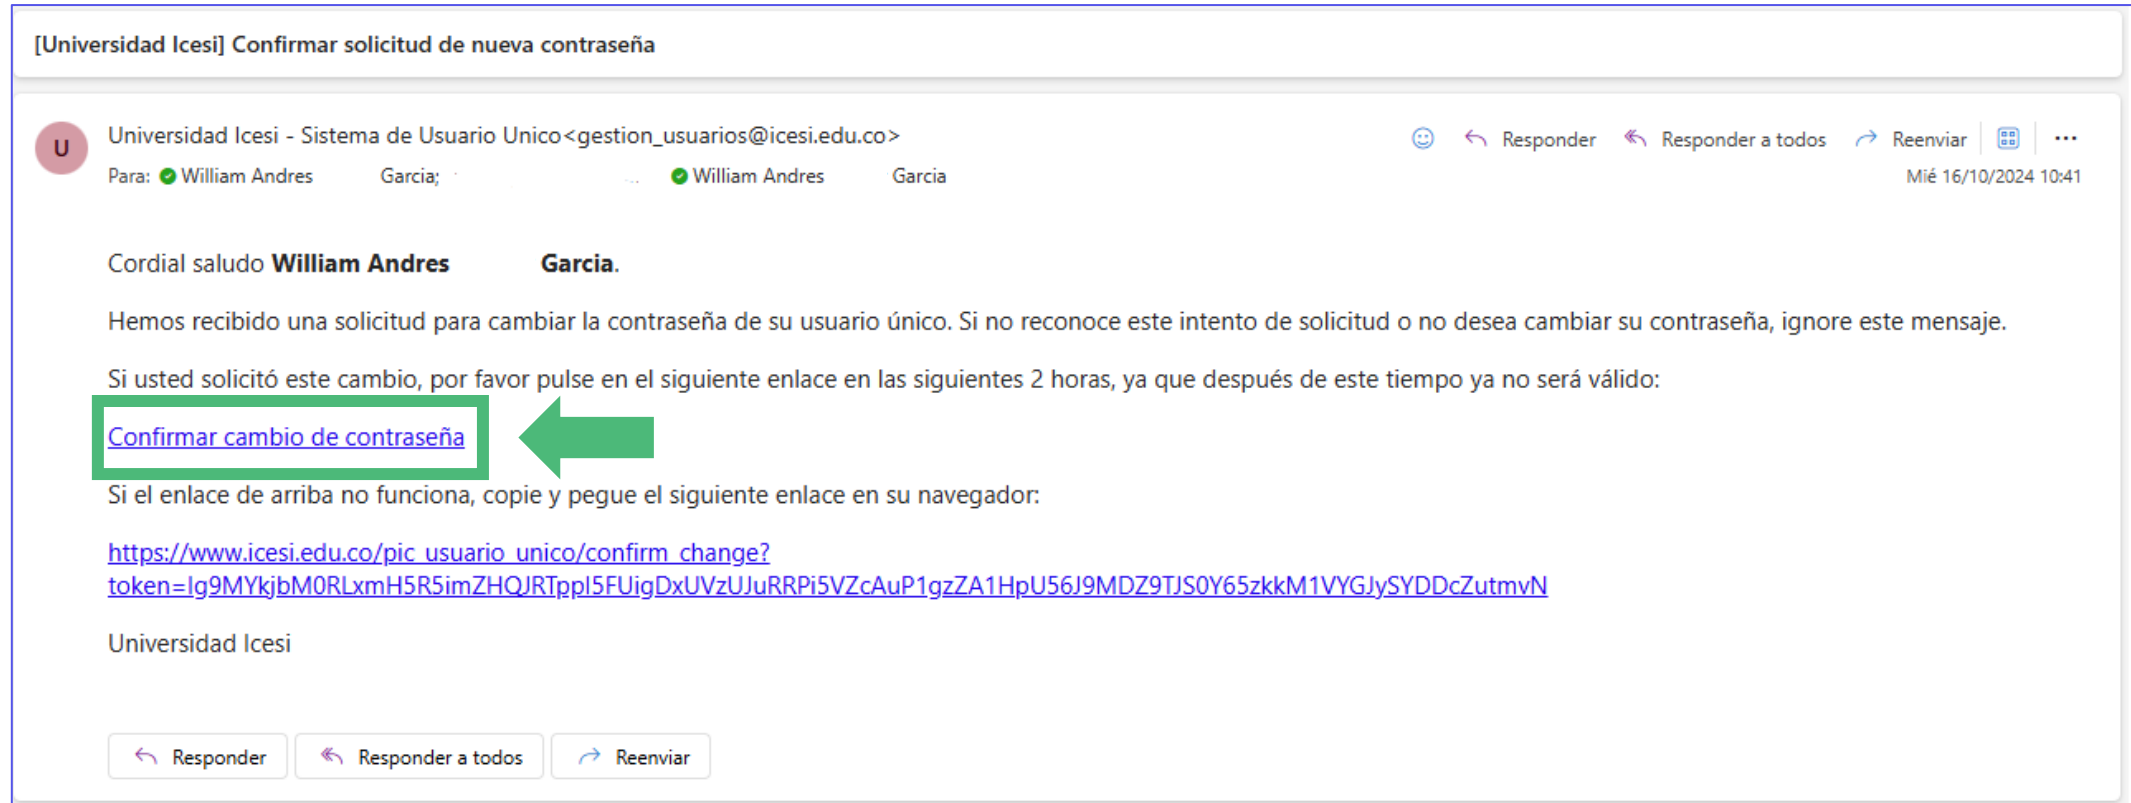 [Universidad Icesi] Confirmar solicitud de nueva contraseña
U
Universidad Icesi - Sistema de Usuario Unico<gestion_usuarios@icesi.edu.co>
Responder Responder a todos Reenviar
Para: William Andres Garcia; ... William Andres Garcia
Mié 16/10/2024 10:41
Cordial saludo William Andres Garcia.
Hemos recibido una solicitud para cambiar la contraseña de su usuario único. Si no reconoce este intento de solicitud o no desea cambiar su contraseña, ignore este mensaje.
Si usted solicitó este cambio, por favor pulse en el siguiente enlace en las siguientes 2 horas, ya que después de este tiempo ya no será válido:
Confirmar cambio de contraseña
Si el enlace de arriba no funciona, copie y pegue el siguiente enlace en su navegador:
https://www.icesi.edu.co/pic_usuario_unico/confirm_change?
token=Ig9MYkjbM0RLxmH5R5imZHQJRTppI5FUigDxUVzUJuRRPi5VZcAuP1gzZA1HpU56J9MDZ9TJS0Y65zkkM1VYGJySYDDcZutmvN
Universidad Icesi
Responder Responder a todos Reenviar